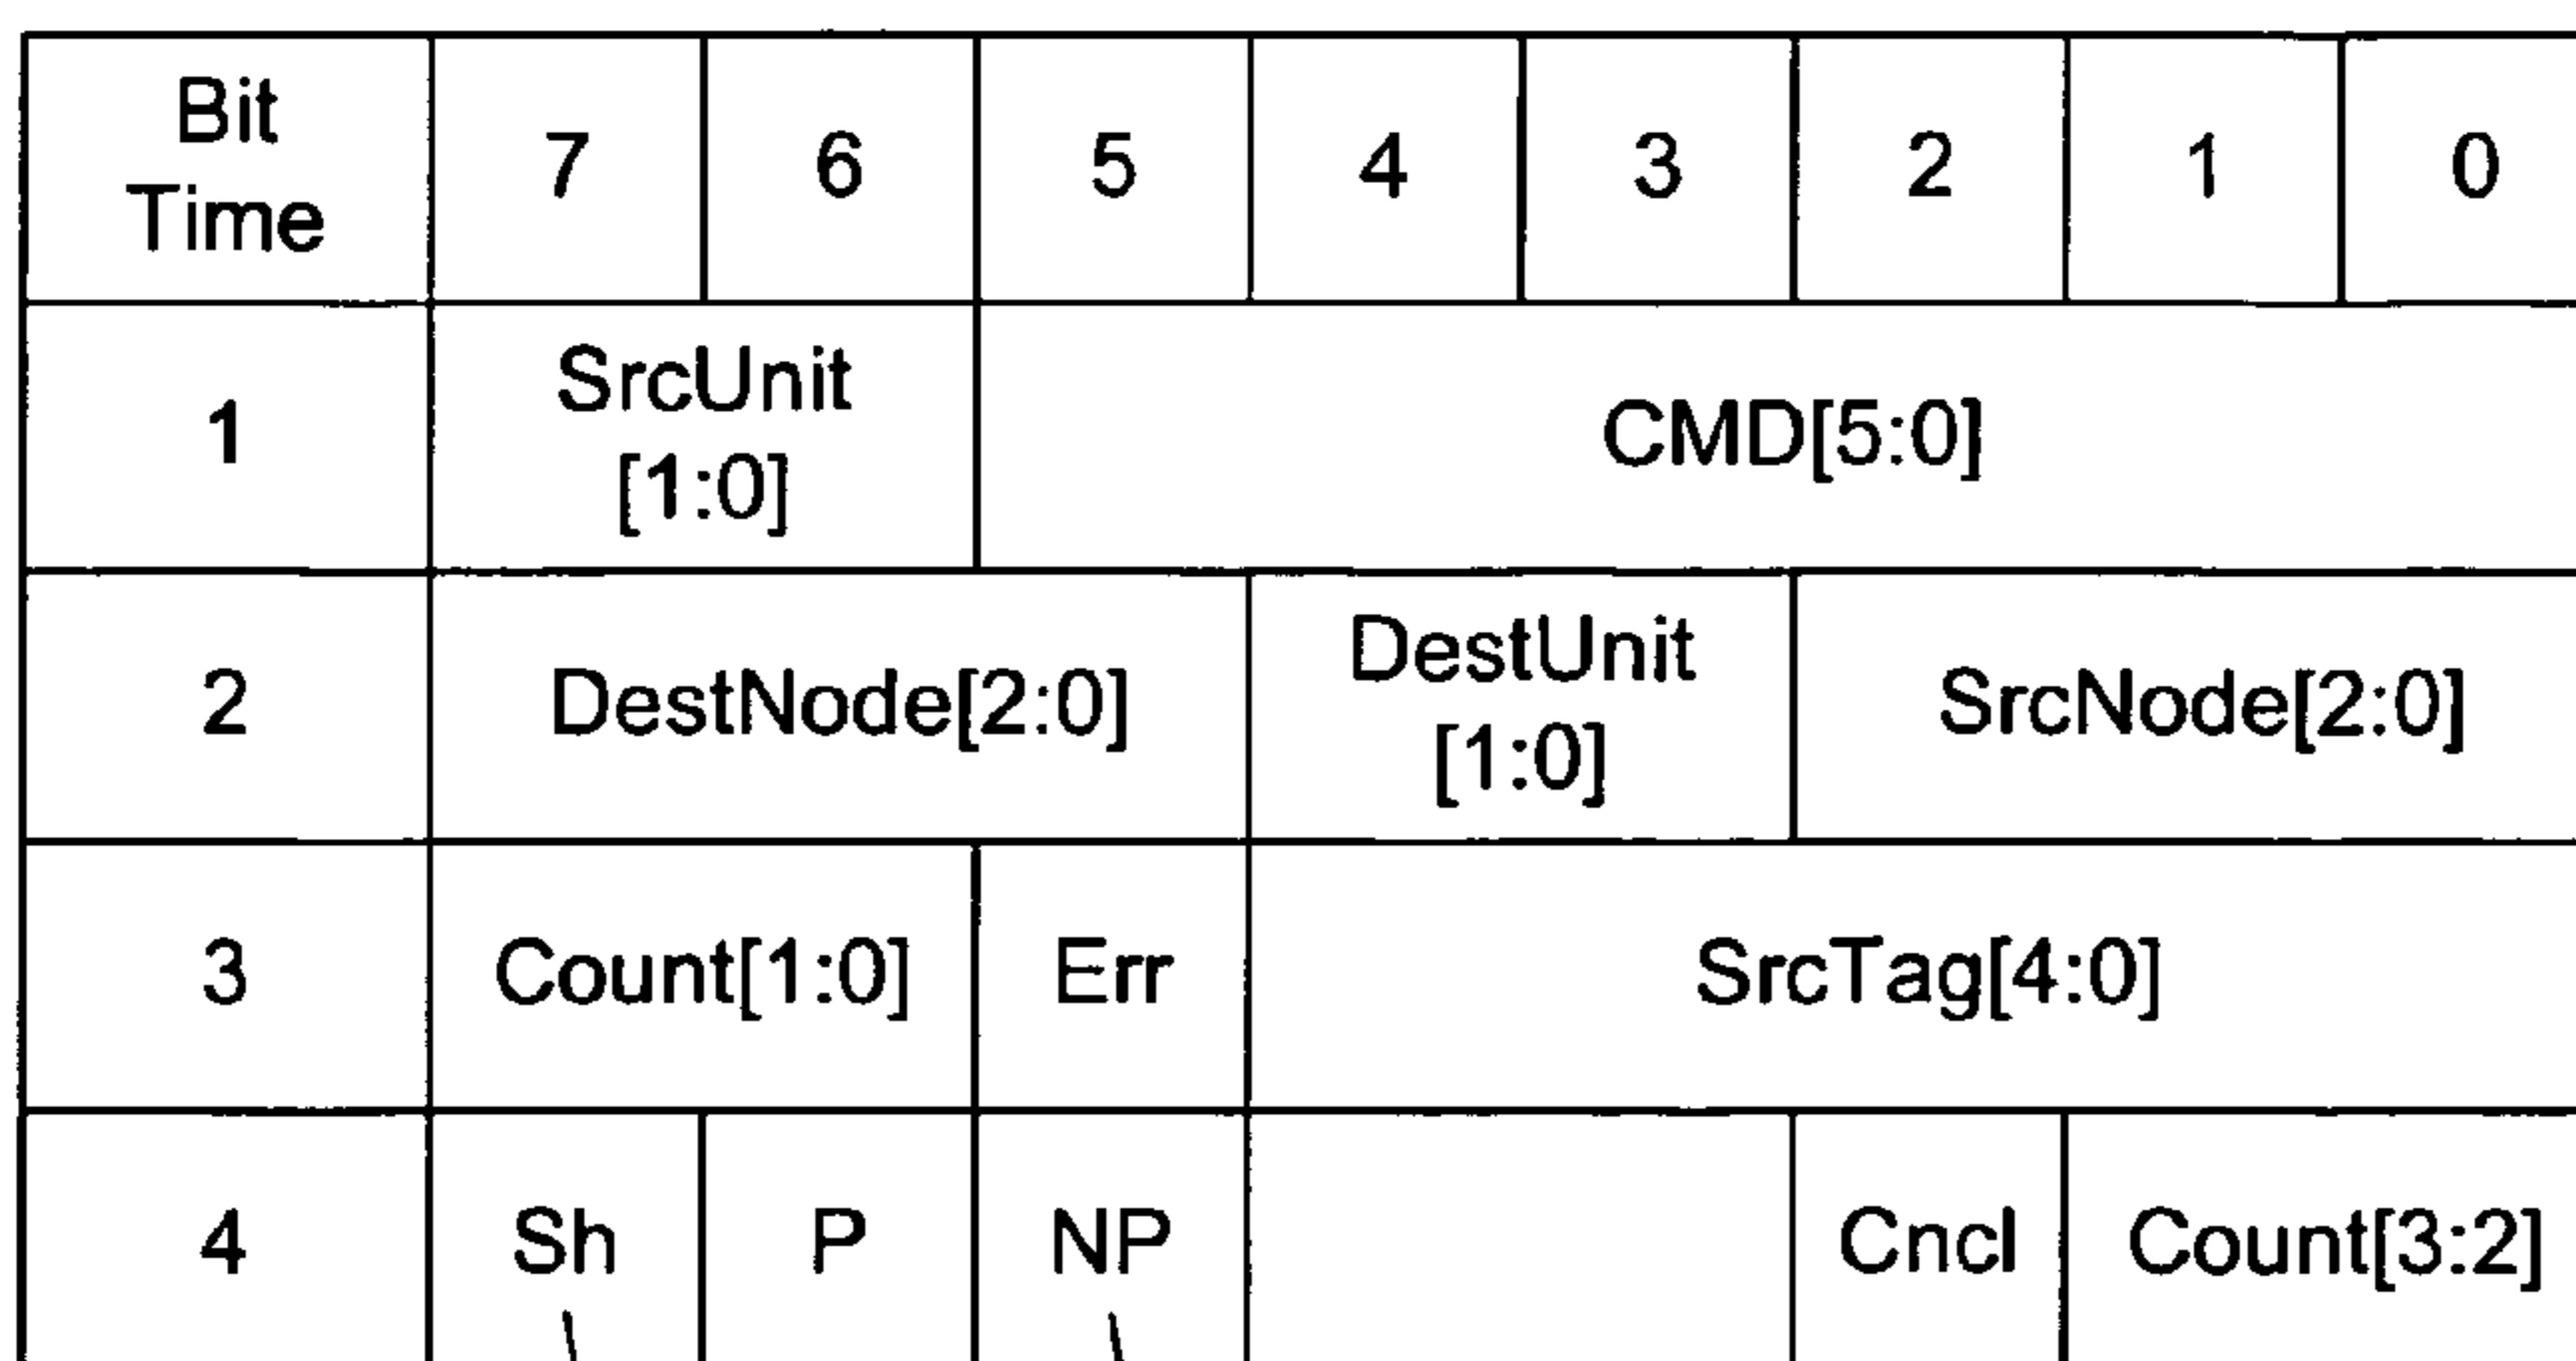 Bit
Time
7 6 5 4 3 2 1 0
1
SrcUnit
[1:0]
CMD[5:0]
2
DestNode[2:0]
DestUnit
[1:0]
SrcNode[2:0]
3 Count[1:0] Err SrcTag[4:0]
4 Sh P NP Cncl Count[3:2]